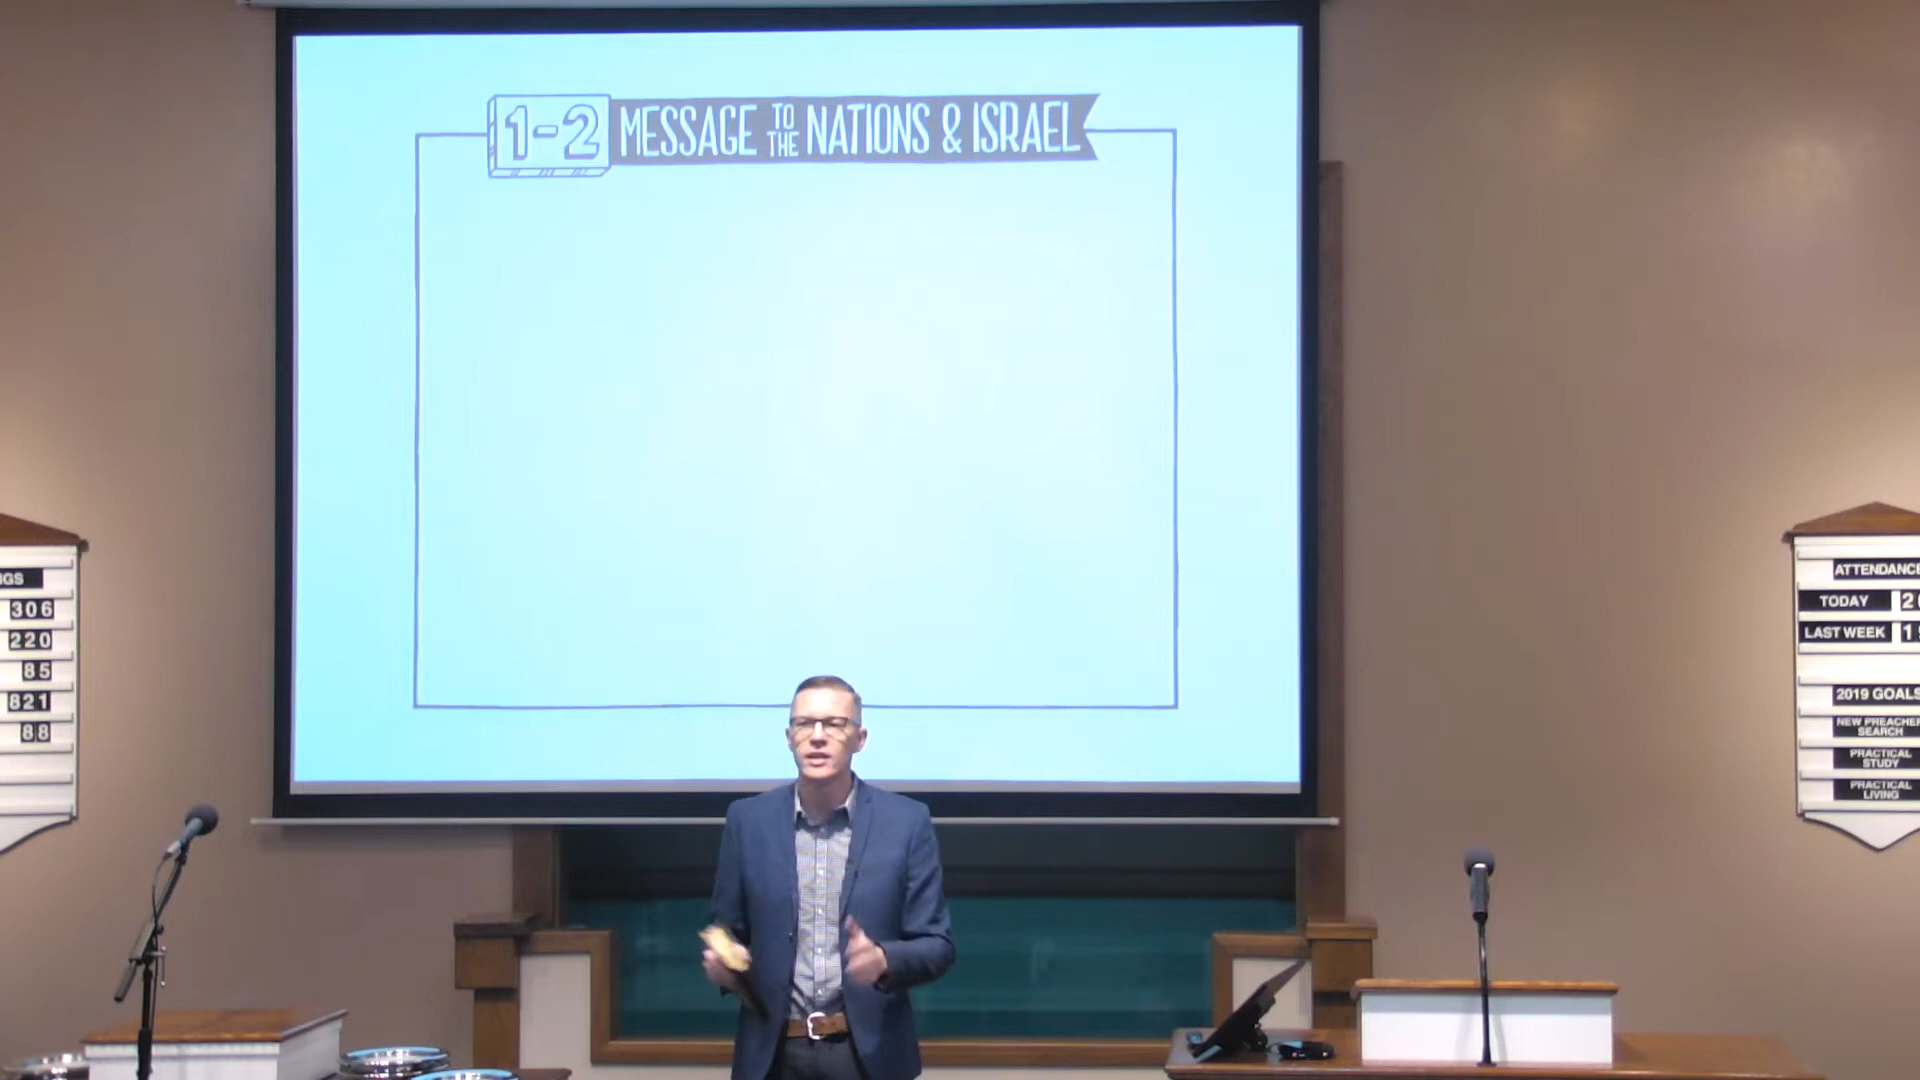 1-2 MESSAGE TO THE NATIONS & ISRAEL
306
220
85
821
88
ATTENDANCE
TODAY
LAST WEEK
2019 GOALS
NEW PREACHER
SEARCH
PRACTICAL
STUDY
PRACTICAL
LIVING